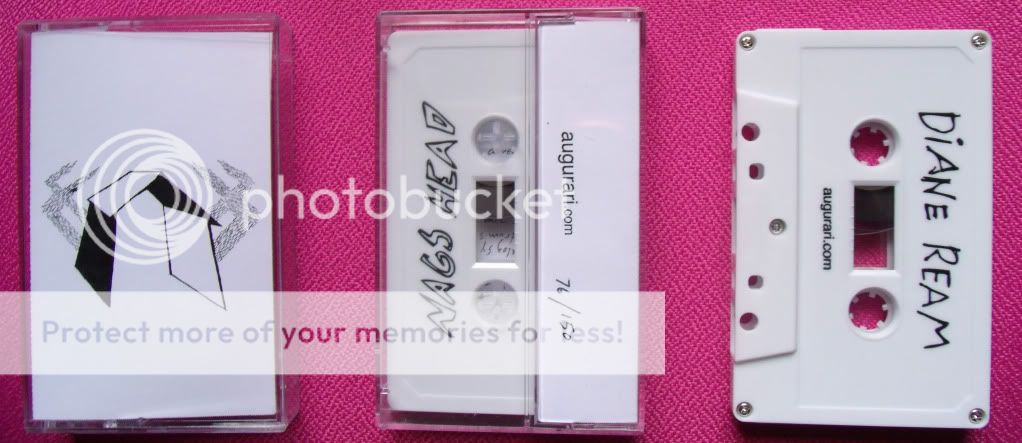 photobucket
Protect more of your memories for less!
NAGS HEAD
augurari.com
76/150
DIANE REAM
augurari.com